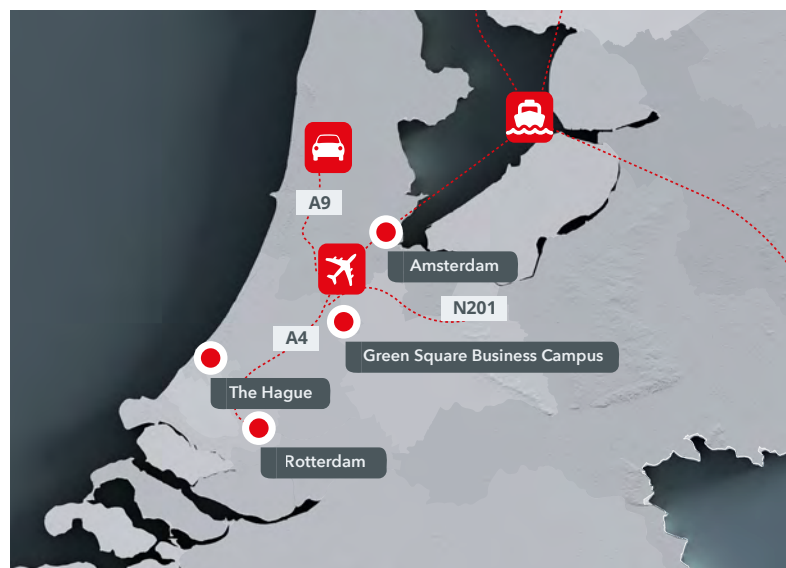 A9
Amsterdam
N201
A4
Green Square Business Campus
The Hague
Rotterdam